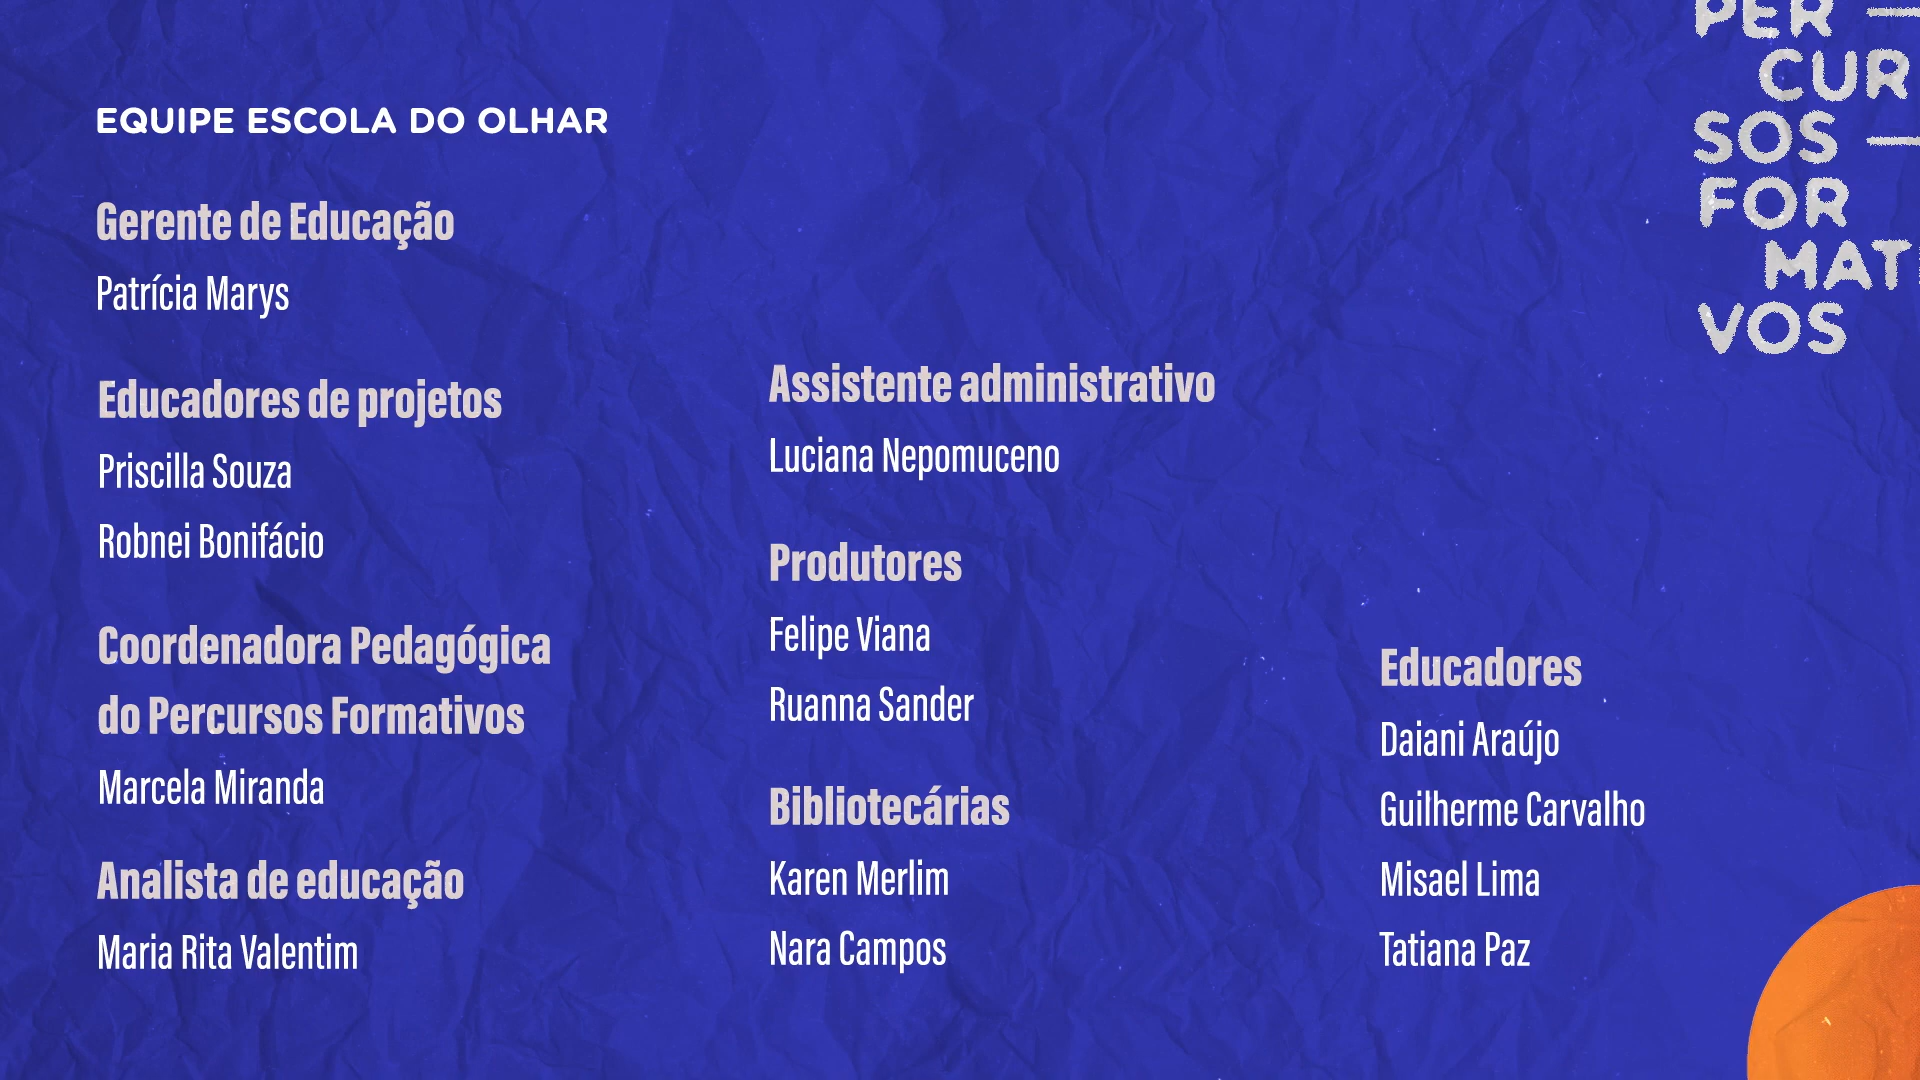 EQUIPE ESCOLA DO OLHAR
Gerente de Educação
Patrícia Marys
Educadores de projetos
Priscilla Souza
Robnei Bonifácio
Coordenadora Pedagógica
do Percursos Formativos
Marcela Miranda
Analista de educação
Maria Rita Valentim
Assistente administrativo
Luciana Nepomuceno
Produtores
Felipe Viana
Ruanna Sander
Bibliotecárias
Karen Merlim
Nara Campos
Educadores
Daiani Araújo
Guilherme Carvalho
Misael Lima
Tatiana Paz
PER —
CUR
SOS —
FOR
MAT
VOS